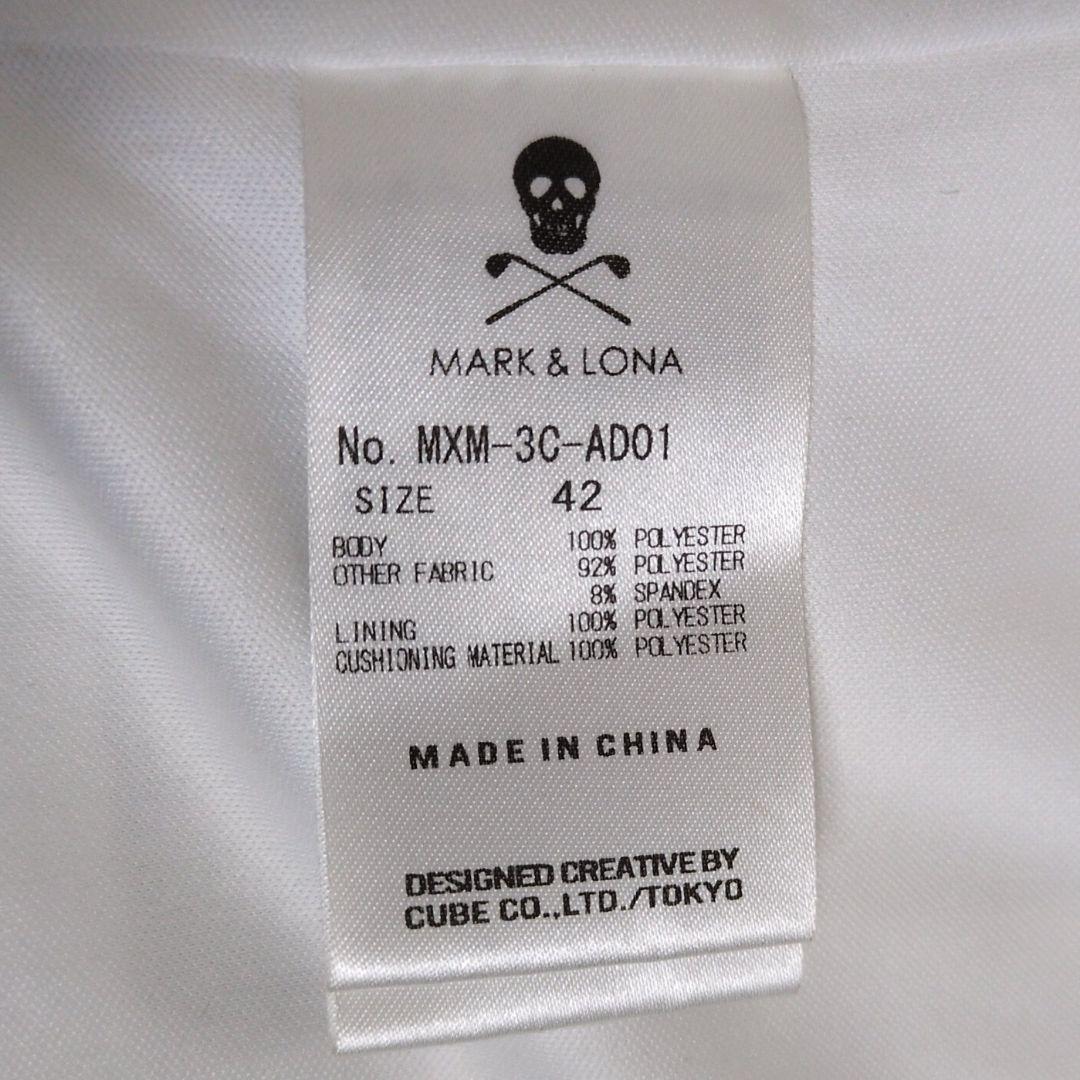 MARK & LONA
No. MXM-3C-AD01
SIZE 42
BODY 100% POLYESTER
OTHER FABRIC 92% POLYESTER
8% SPANDEX
LINING 100% POLYESTER
CUSHIONING MATERIAL 100% POLYESTER
MADE IN CHINA
DESIGNED CREATIVE BY
CUBE CO.,LTD./TOKYO